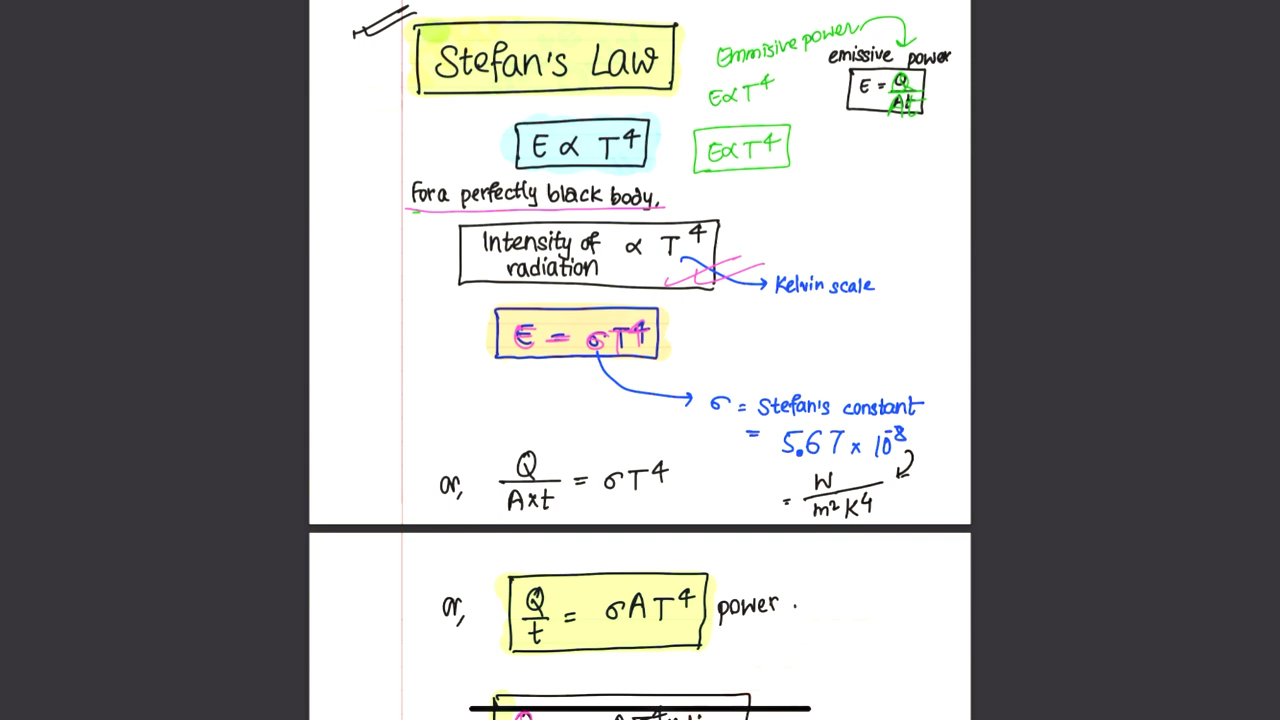 Stefan's Law
Emmisive power
emissive power
E = Q/At
E ∝ T⁴
E ∝ T⁴
E ∝ T⁴
For a perfectly black body,
Intensity of radiation ∝ T⁴
Kelvin scale
E = σT⁴
σ = Stefan's constant
= 5.67 × 10⁻⁸
or, Q/A×t = σT⁴
= W/m²K⁴
or, Q/t = σAT⁴ power.